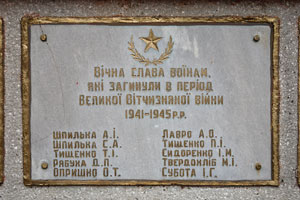 Вічна слава воїнам,
які загинули в період
Великої Вітчизняної війни
1941-1945 р.р.
Шпилька А.І.
Шпилька С.А.
Тищенко Т.І.
Рябуха Д.П.
Опришко О.Т.
Лавро А.О.
Тищенко П.І.
Сидоренко І.М.
Твердохліб М.І.
Субота І.Г.